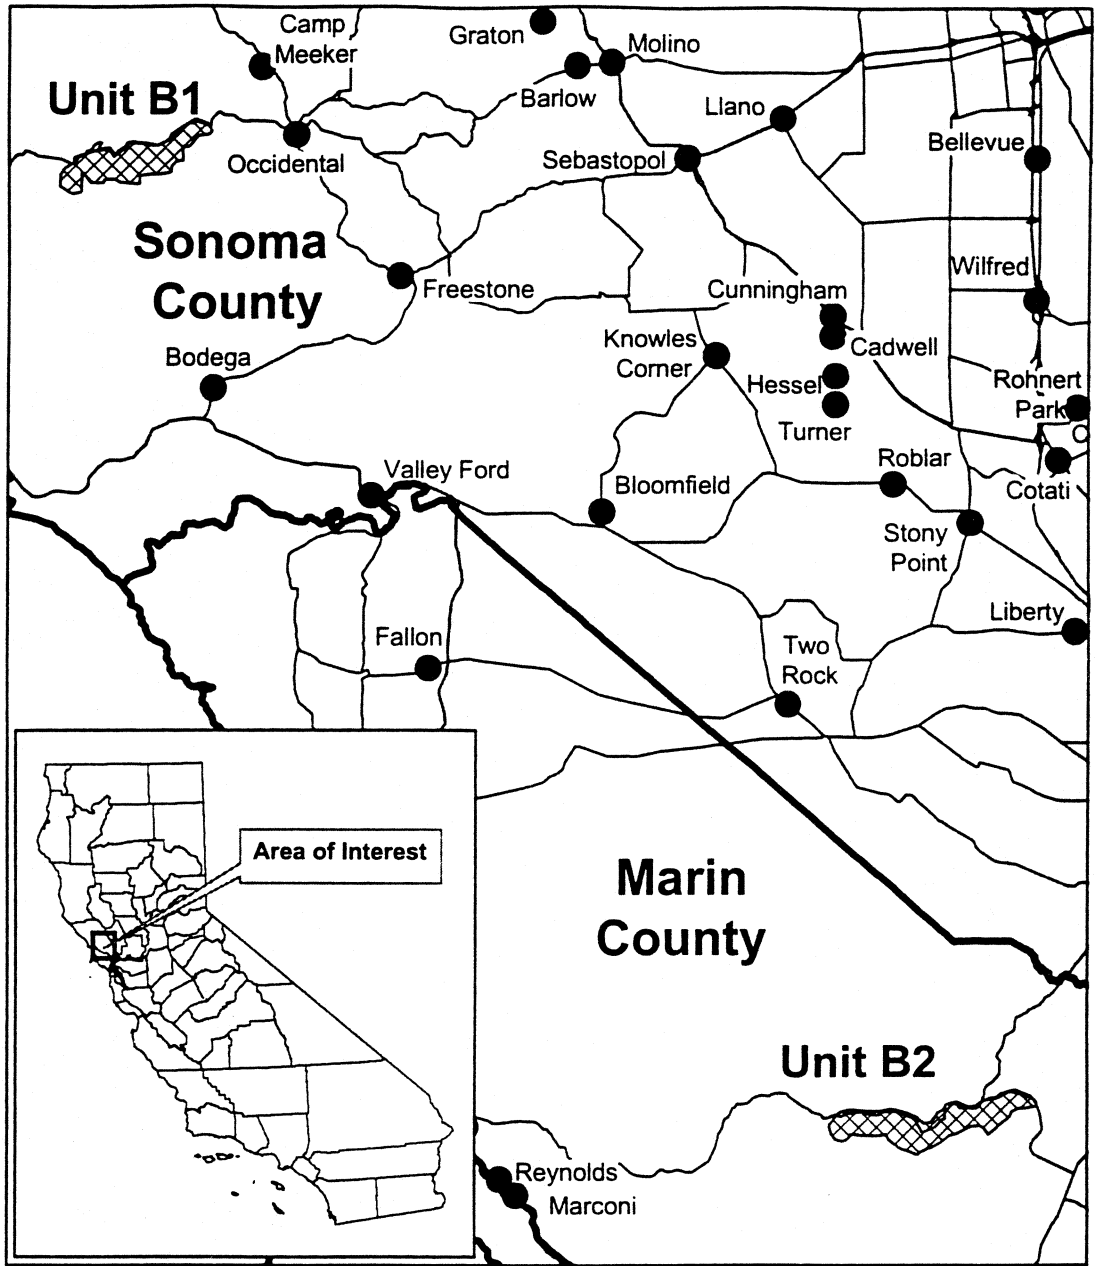 Camp
Meeker
Graton
Molino
Unit B1
Barlow
Llano
Occidental
Sebastopol
Bellevue
Sonoma
County
Freestone
Wilfred
Cunningham
Bodega
Knowles
Corner
Cadwell
Hessel
Rohnert
Park
Turner
C
Valley Ford
Bloomfield
Roblar
Cotati
Stony
Point
Fallon
Liberty
Two
Rock
Area of Interest
Marin
County
Unit B2
Reynolds
Marconi